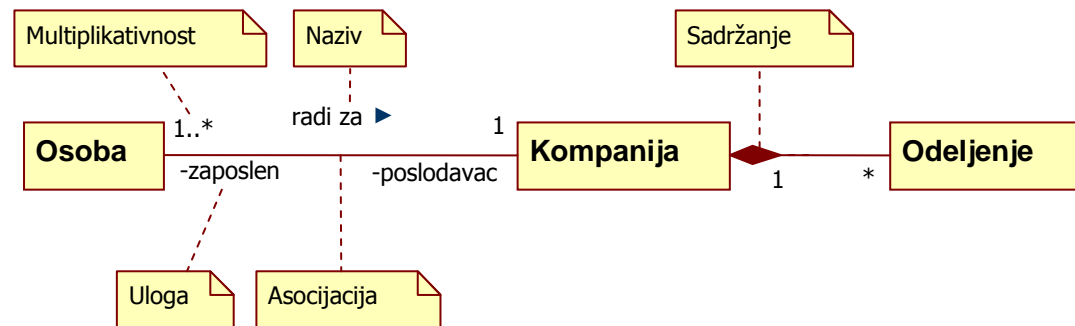 Multiplikativnost
Naziv
Sadržanje
1..*
radi za ►
1
Osoba
Kompanija
Odeljenje
-zaposlen
-poslodavac
1
*
Uloga
Asocijacija